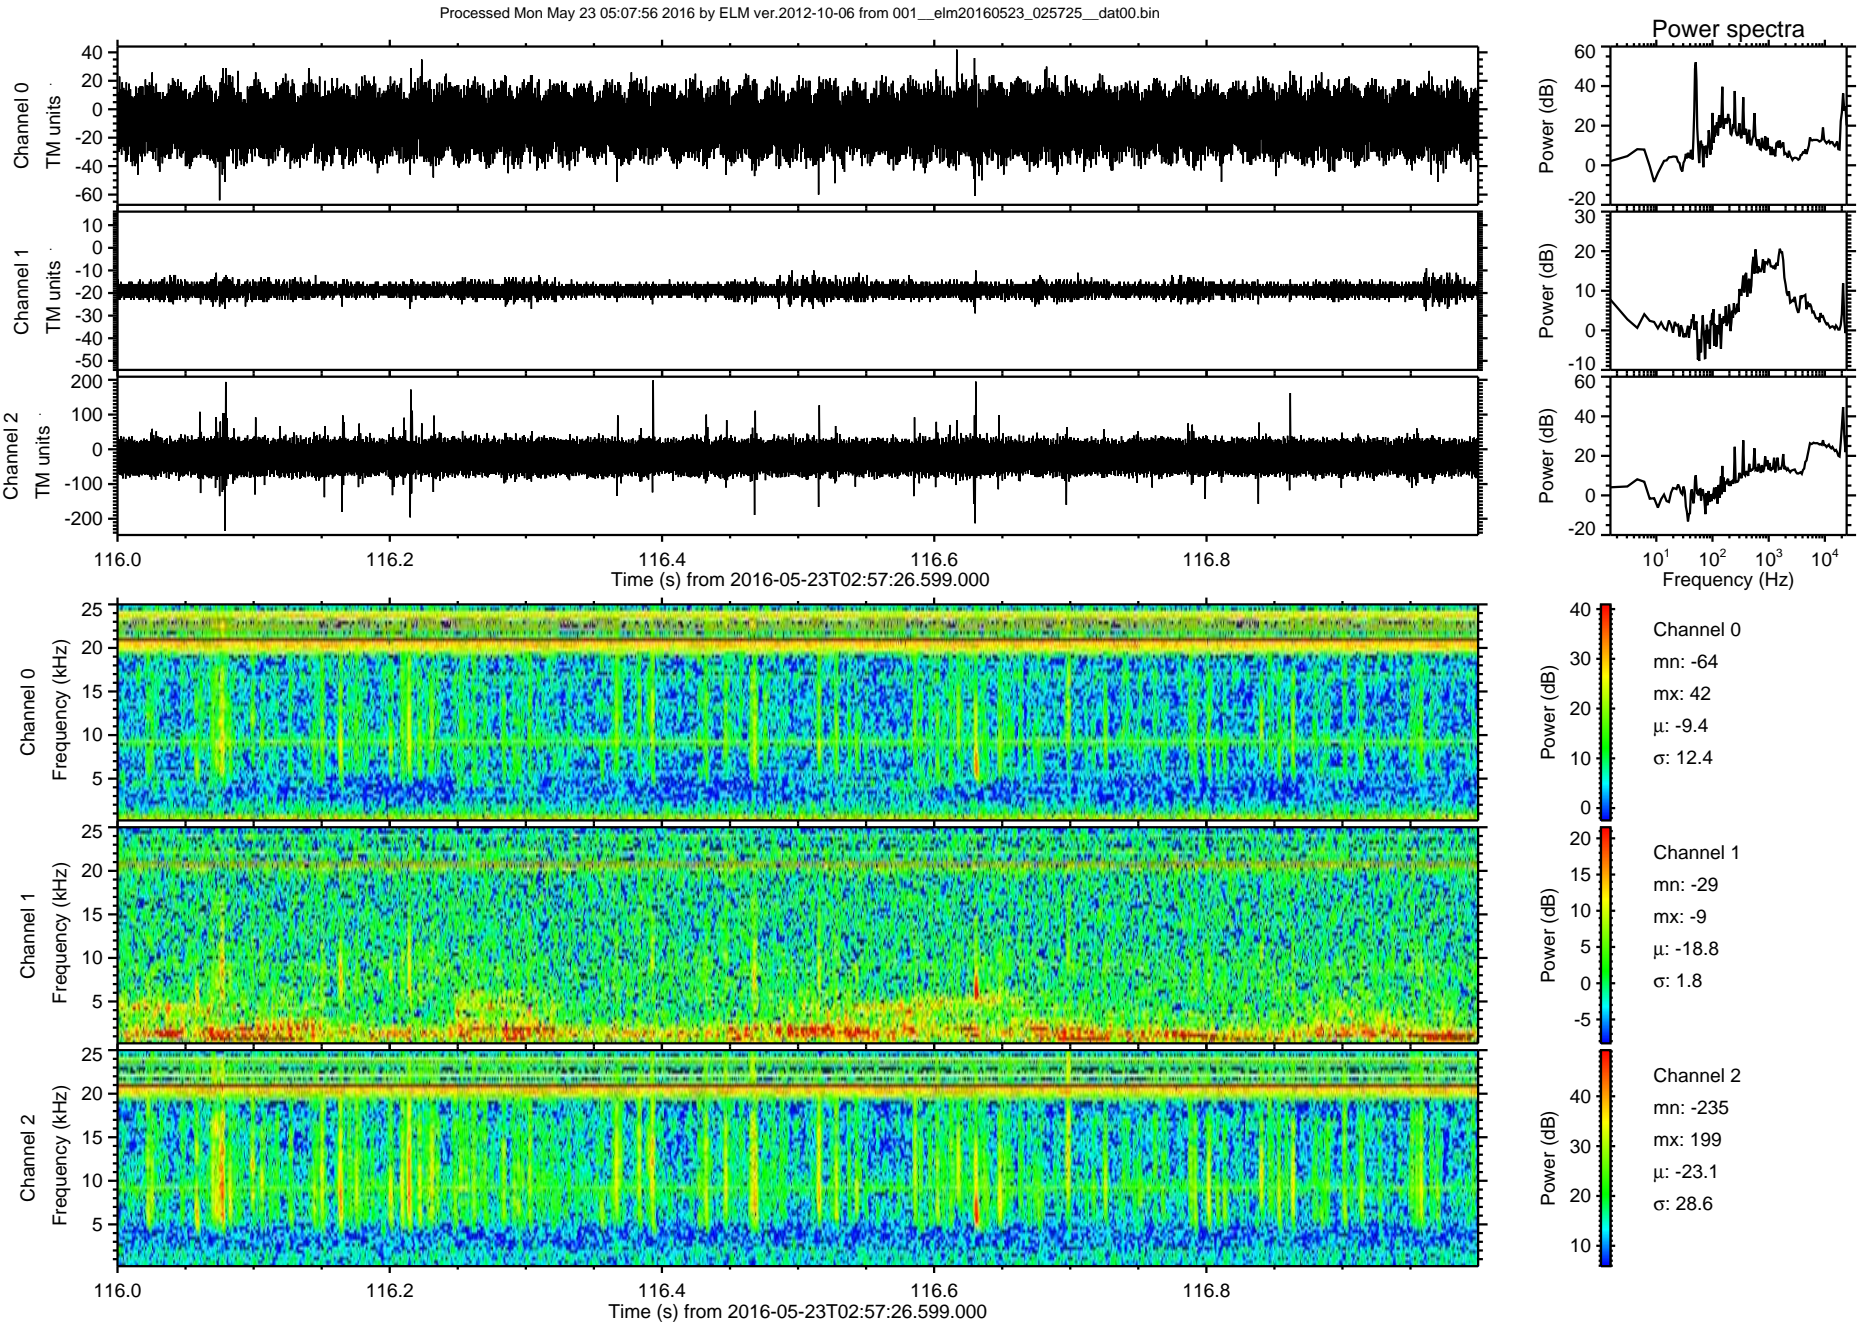 Processed Mon May 23 05:07:56 2016 by ELM ver.2012-10-06 from 001__elm20160523_025725__dat00.bin
Power spectra
Channel 0
TM units
40
20
0
-20
-40
-60
Power (dB)
60
40
20
0
-20
Channel 1
TM units
10
0
-10
-20
-30
-40
-50
Power (dB)
30
20
10
0
-10
Channel 2
TM units
200
100
0
-100
-200
Power (dB)
60
40
20
0
-20
116.0 116.2 116.4 116.6 116.8
Time (s) from 2016-05-23T02:57:26.599.000
10^1 10^2 10^3 10^4
Frequency (Hz)
Channel 0
Frequency (kHz)
25
20
15
10
5
Power (dB)
40
30
20
10
0
Channel 0
mn: -64
mx: 42
μ: -9.4
σ: 12.4
Channel 1
Frequency (kHz)
25
20
15
10
5
Power (dB)
20
15
10
5
0
-5
Channel 1
mn: -29
mx: -9
μ: -18.8
σ: 1.8
Channel 2
Frequency (kHz)
25
20
15
10
5
Power (dB)
40
30
20
10
Channel 2
mn: -235
mx: 199
μ: -23.1
σ: 28.6
116.0 116.2 116.4 116.6 116.8
Time (s) from 2016-05-23T02:57:26.599.000